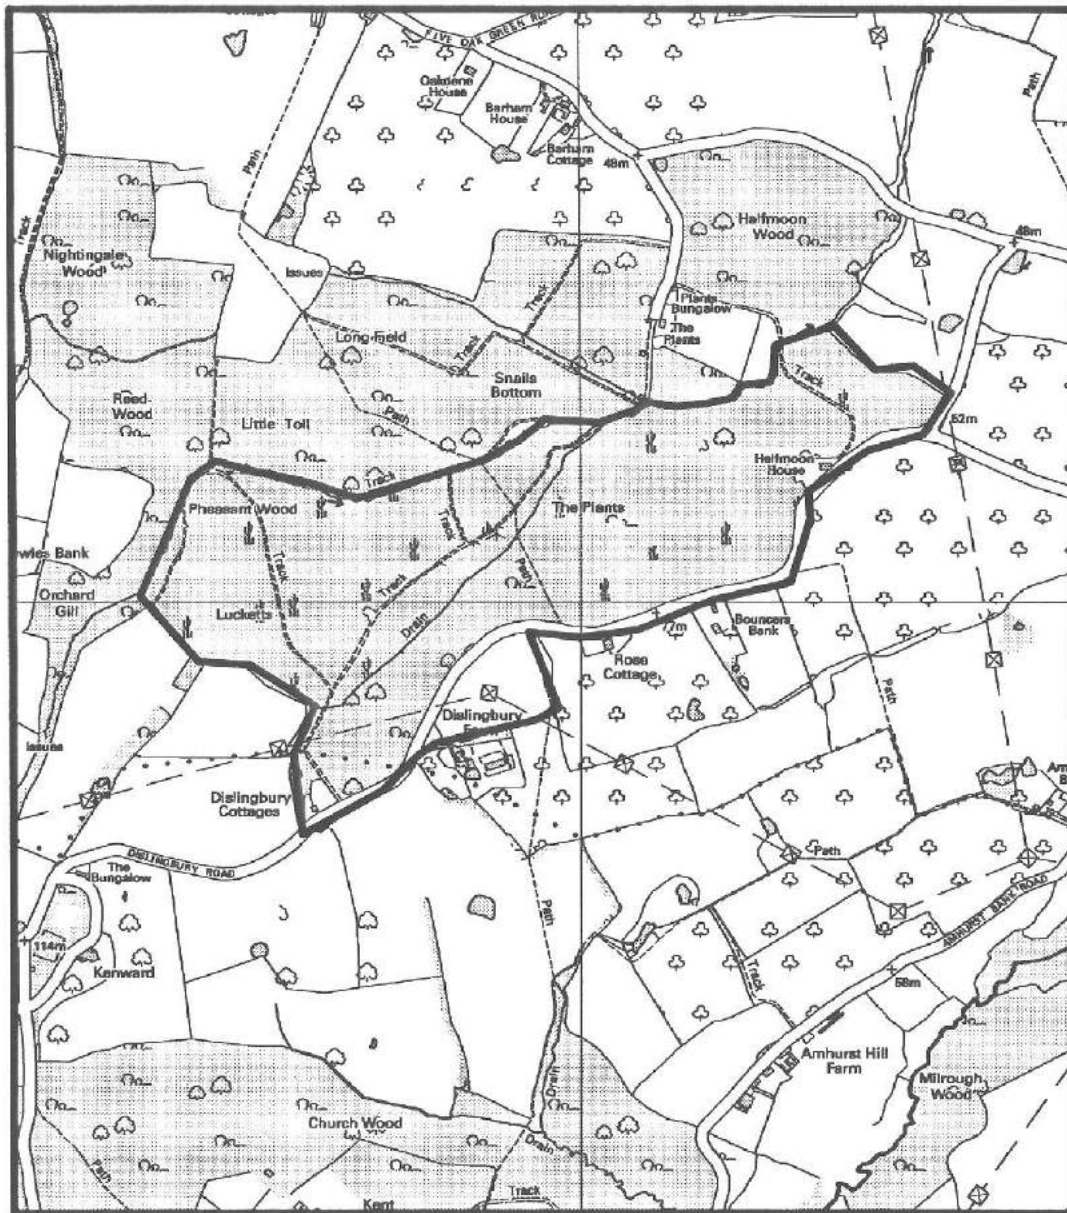 FIVE OAK GREEN ROAD
Path
Path
Oakdene
House
Barham
House
Barham
Cottage
48m
Halfmoon
Wood
48m
Track
Nightingale
Wood
Issues
Track
Plants
Bungalow
The
Plants
Long Field
Track
Snails
Bottom
Track
Reed
Wood
Little Toll
Path
52m
Halfmoon
House
Track
Pheasant Wood
The Plants
Track
Track
Track
Path
Orchard
Gill
Lucketts
Drain
77m
Bouncers
Bank
Rose
Cottage
Path
Issues
Dislingbury
Dislingbury
Cottages
DISLINGBURY ROAD
The
Bungalow
Path
Path
AMHURST BANK ROAD
114m
Kenward
Track
58m
Amhurst Hill
Farm
Milrough
Wood
Drain
Church Wood
Drain
Path
Track
Kent